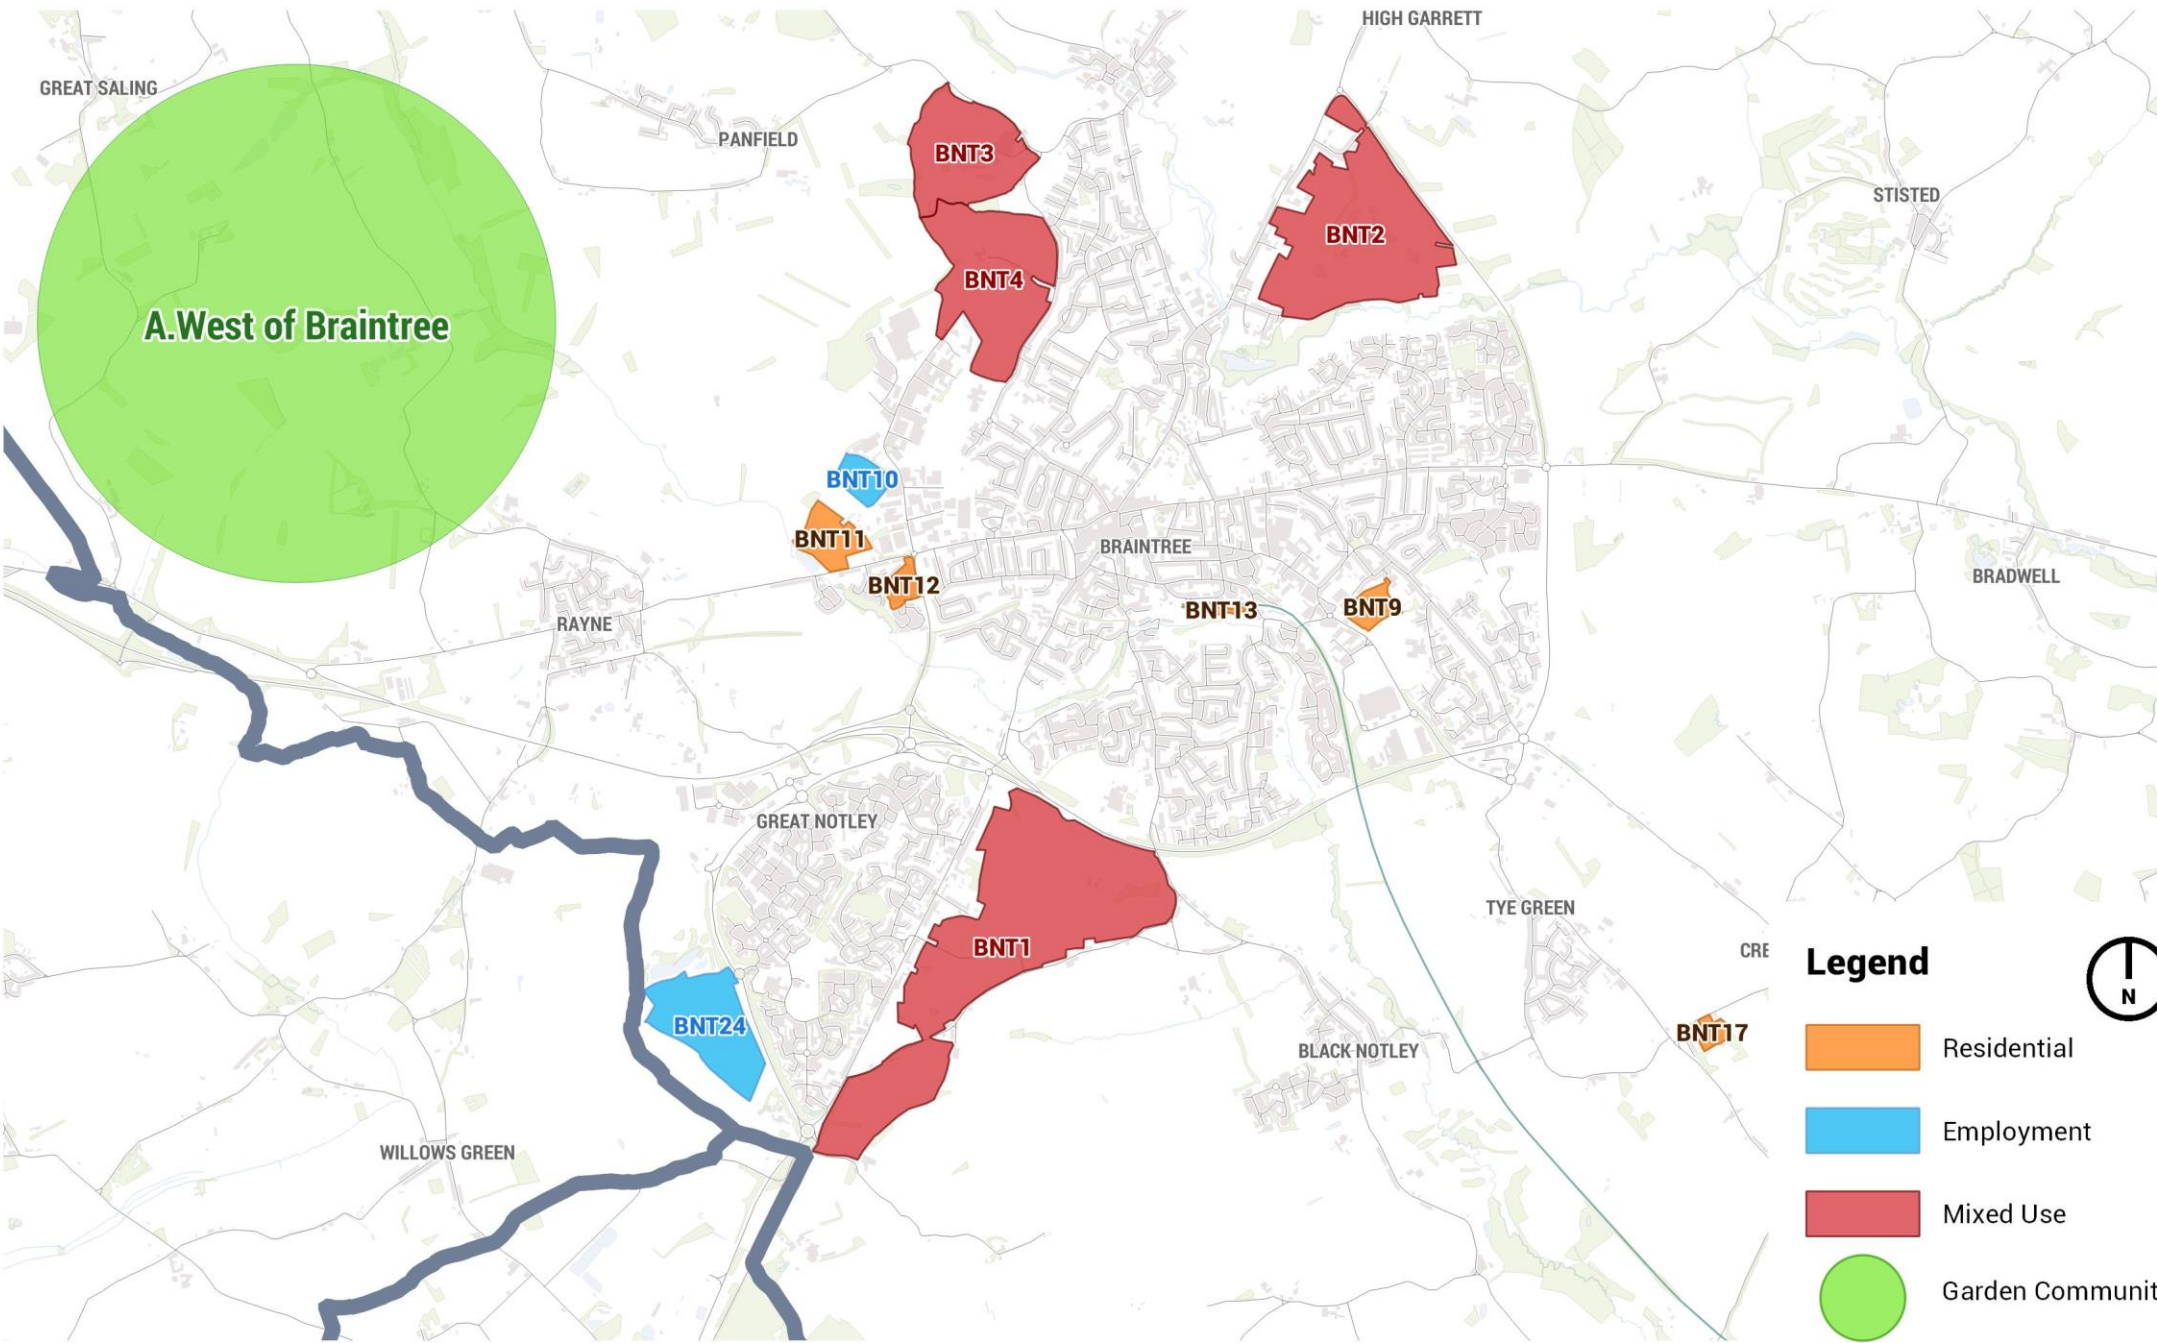 HIGH GARRETT
GREAT SALING
PANFIELD
BNT3
STISTED
BNT2
BNT4
A.West of Braintree
BNT10
BNT11
BRAINTREE
BRADWELL
BNT12
BNT9
BNT13
RAYNE
GREAT NOTLEY
TYE GREEN
BNT1
CRE
Legend
N
BNT24
BNT17
Residential
BLACK NOTLEY
Employment
WILLOWS GREEN
Mixed Use
Garden Communit